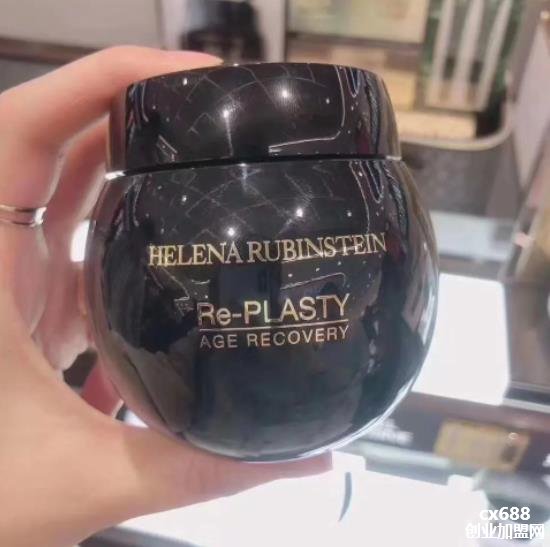 HELENA RUBINSTEIN
Re-PLASTY
AGE RECOVERY
cx688
创业加盟网